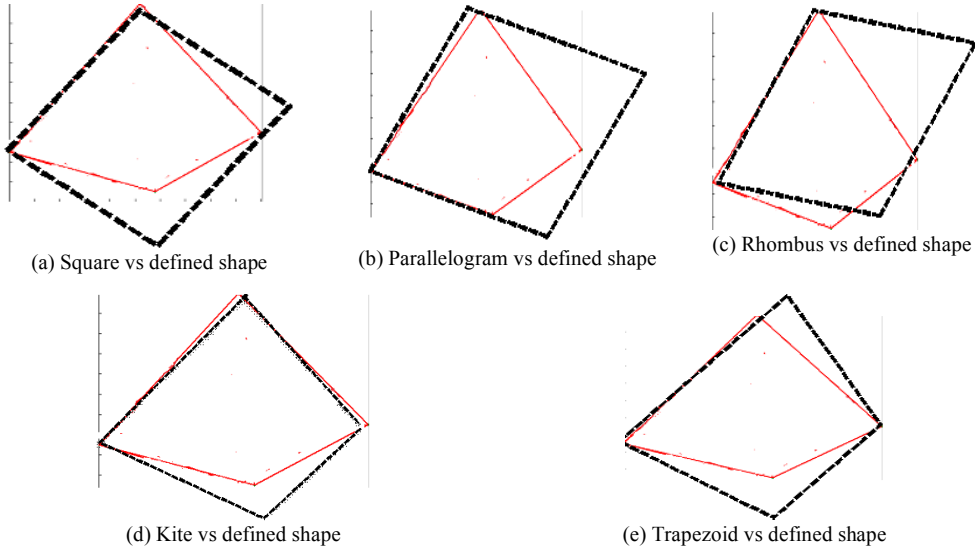 (a) Square vs defined shape
(b) Parallelogram vs defined shape
(c) Rhombus vs defined shape
(d) Kite vs defined shape
(e) Trapezoid vs defined shape